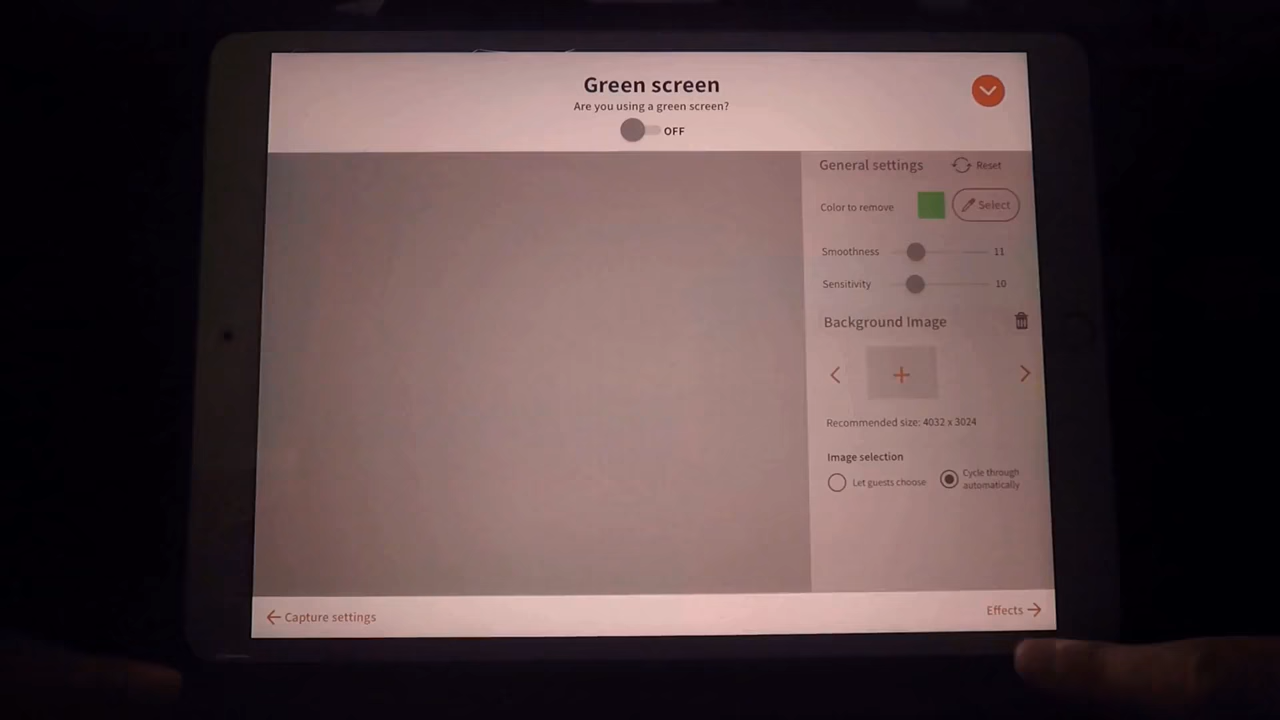 Green screen
Are you using a green screen?
OFF
General settings
Reset
Color to remove
Select
Smoothness
11
Sensitivity
10
Background Image
Recommended size: 4032 x 3024
Image selection
Let guests choose
Cycle through
automatically
Capture settings
Effects